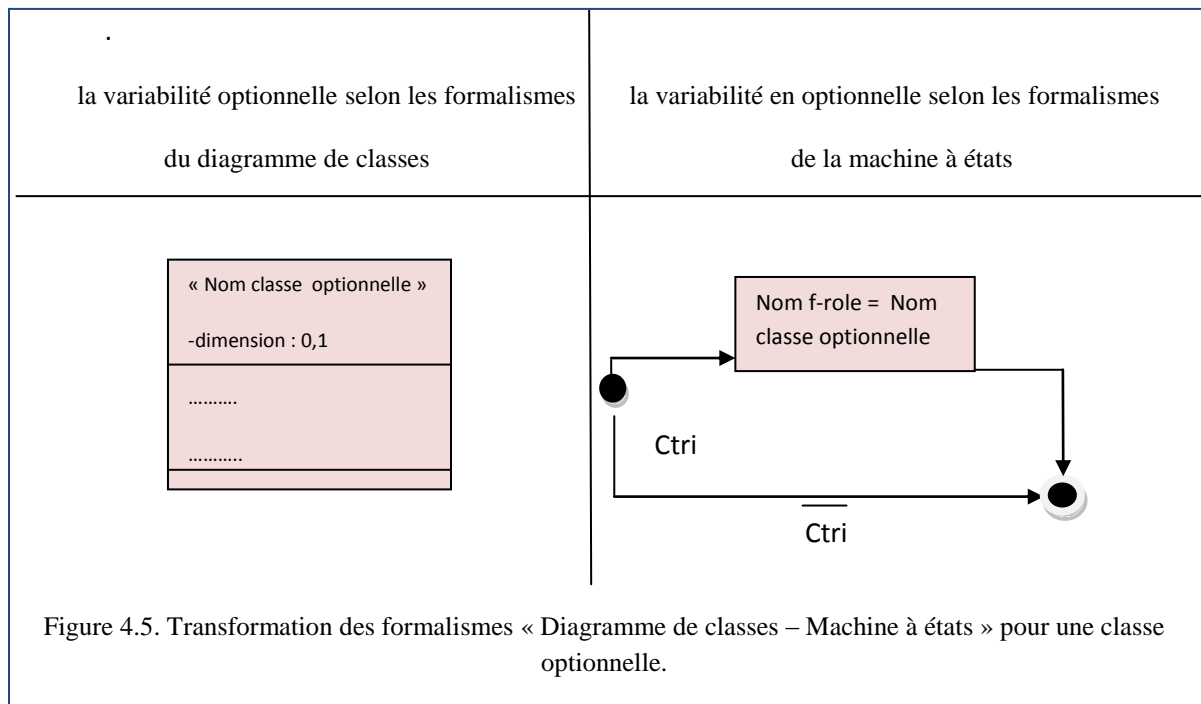 .
la variabilité optionnelle selon les formalismes
du diagramme de classes
la variabilité en optionnelle selon les formalismes
de la machine à états
« Nom classe  optionnelle »
-dimension : 0,1
……….
………..
Nom f-role =  Nom
classe optionnelle
Ctri
C̅t̅r̅i̅
Figure 4.5. Transformation des formalismes « Diagramme de classes – Machine à états » pour une classe
optionnelle.